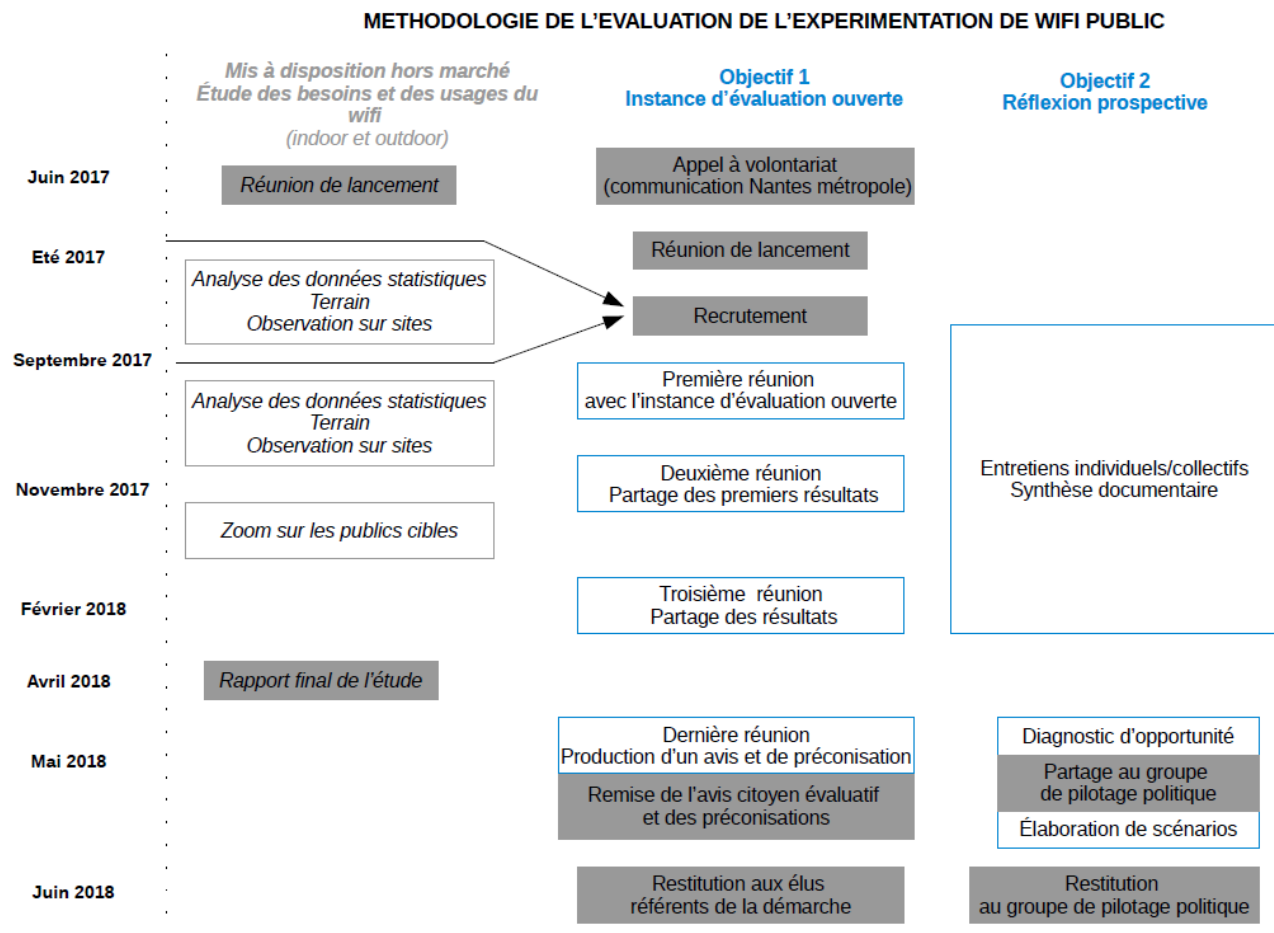 METHODOLOGIE DE L'EVALUATION DE L'EXPERIMENTATION DE WIFI PUBLIC
Mis à disposition hors marché
Étude des besoins et des usages du
wifi
(indoor et outdoor)
Objectif 1
Instance d'évaluation ouverte
Objectif 2
Réflexion prospective
Juin 2017
Réunion de lancement
Appel à volontariat
(communication Nantes métropole)
Eté 2017
Réunion de lancement
Analyse des données statistiques
Terrain
Observation sur sites
Recrutement
Septembre 2017
Première réunion
avec l'instance d'évaluation ouverte
Analyse des données statistiques
Terrain
Observation sur sites
Entretiens individuels/collectifs
Synthèse documentaire
Novembre 2017
Deuxième réunion
Partage des premiers résultats
Zoom sur les publics cibles
Février 2018
Troisième réunion
Partage des résultats
Avril 2018
Rapport final de l'étude
Mai 2018
Dernière réunion
Production d'un avis et de préconisation
Remise de l'avis citoyen évaluatif
et des préconisations
Diagnostic d'opportunité
Partage au groupe
de pilotage politique
Élaboration de scénarios
Juin 2018
Restitution aux élus
référents de la démarche
Restitution
au groupe de pilotage politique